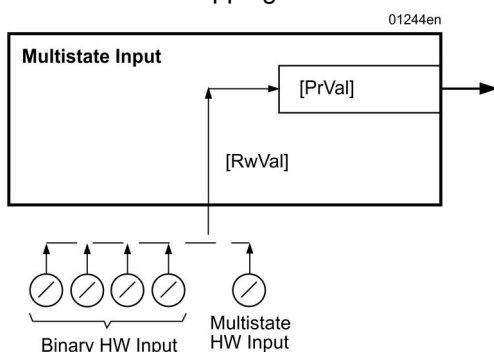 01244en
Multistate Input
[PrVal]
[RwVal]
Binary HW Input
Multistate
HW Input